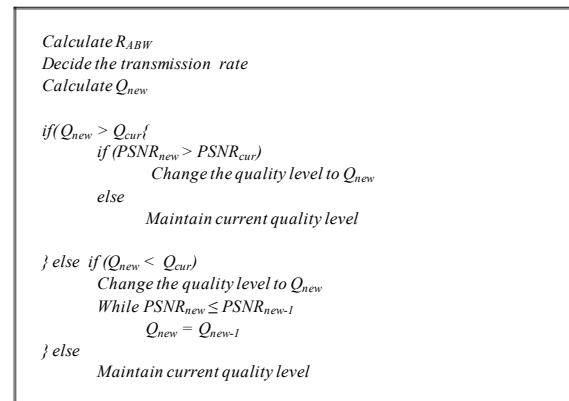 Calculate R_ABW
Decide the transmission rate
Calculate Q_new
if(Q_new > Q_cur{
if (PSNR_new > PSNR_cur)
Change the quality level to Q_new
else
Maintain current quality level
} else if (Q_new < Q_cur)
Change the quality level to Q_new
While PSNR_new ≤ PSNR_new-1
Q_new = Q_new-1
} else
Maintain current quality level